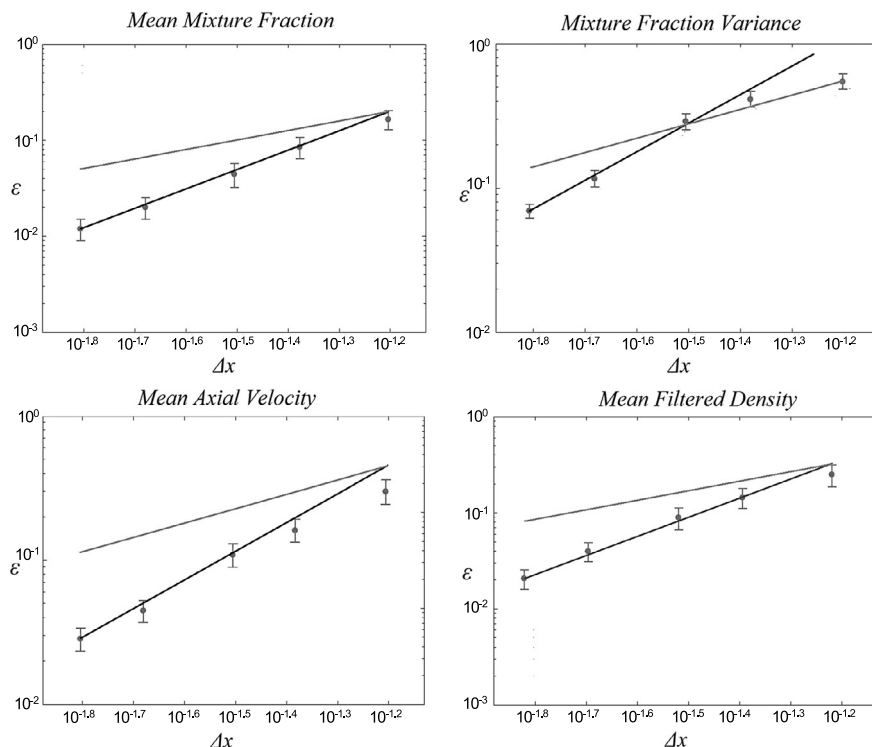 Mean Mixture Fraction
10^0
10^-1
ε
10^-2
10^-3
10^-1.8 10^-1.7 10^-1.6 10^-1.5 10^-1.4 10^-1.3 10^-1.2
Δx
Mixture Fraction Variance
10^0
10^-1
ε
10^-2
10^-1.8 10^-1.7 10^-1.6 10^-1.5 10^-1.4 10^-1.3 10^-1.2
Δx
Mean Axial Velocity
10^0
10^-1
ε
10^-2
10^-1.8 10^-1.7 10^-1.6 10^-1.5 10^-1.4 10^-1.3 10^-1.2
Δx
Mean Filtered Density
10^0
10^-1
ε
10^-2
10^-3
10^-1.8 10^-1.7 10^-1.6 10^-1.5 10^-1.4 10^-1.3 10^-1.2
Δx